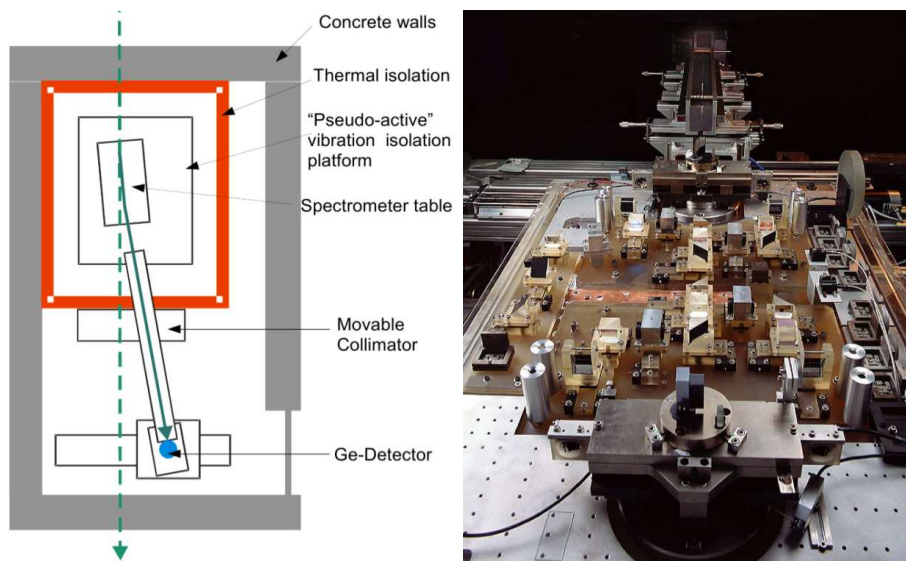 Concrete walls
Thermal isolation
“Pseudo-active”
vibration isolation
platform
Spectrometer table
Movable
Collimator
Ge-Detector